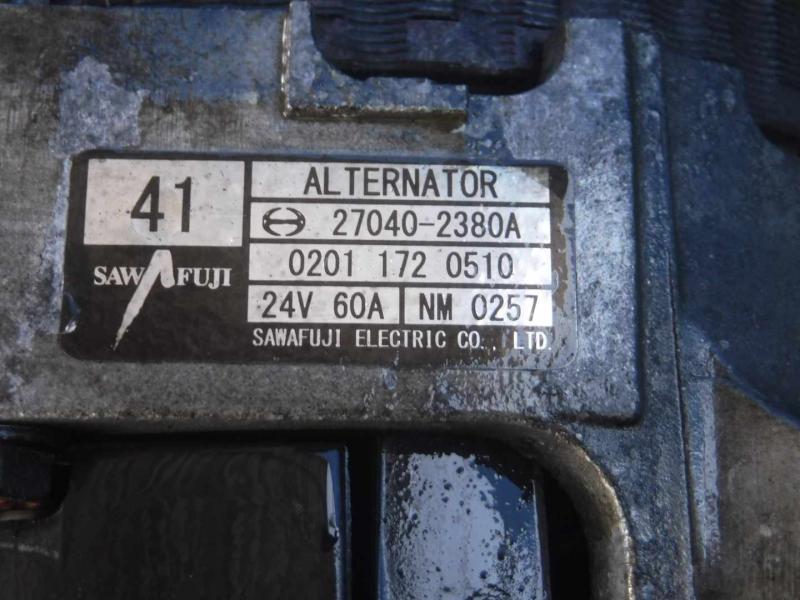 41
SAWAFUJI
ALTERNATOR
27040-2380A
0201 172 0510
24V 60A NM 0257
SAWAFUJI ELECTRIC CO., LTD.